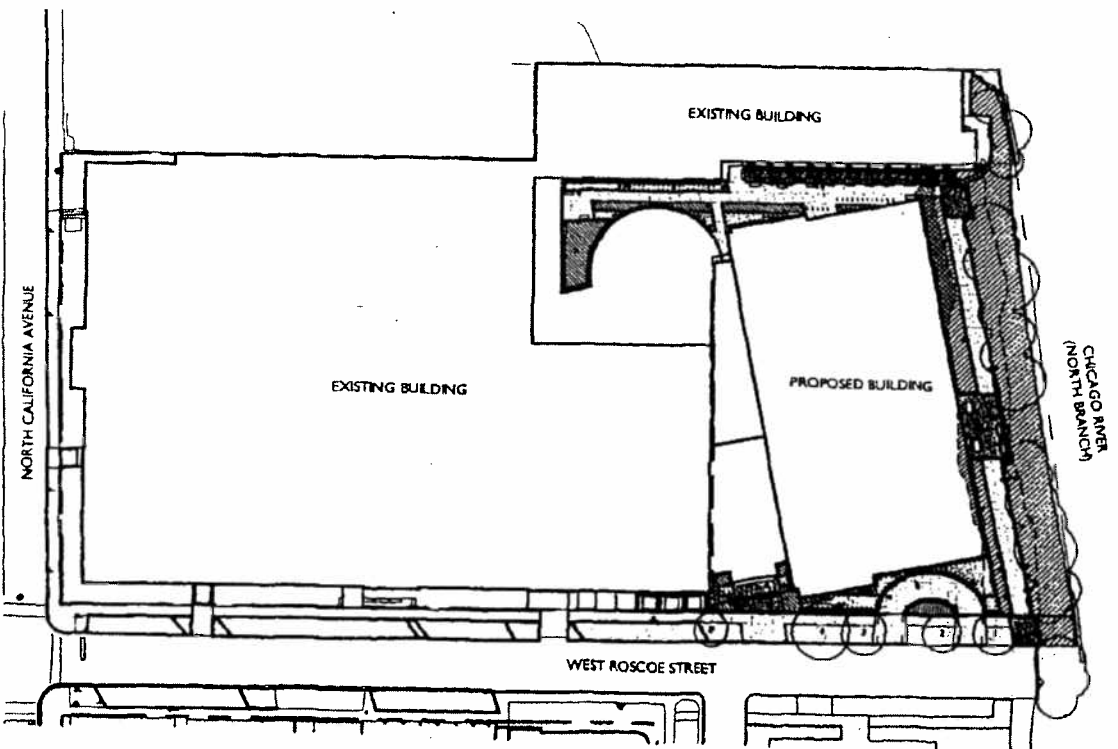 EXISTING BUILDING
EXISTING BUILDING
PROPOSED BUILDING
NORTH CALIFORNIA AVENUE
CHICAGO RIVER
(NORTH BRANCH)
WEST ROSCOE STREET